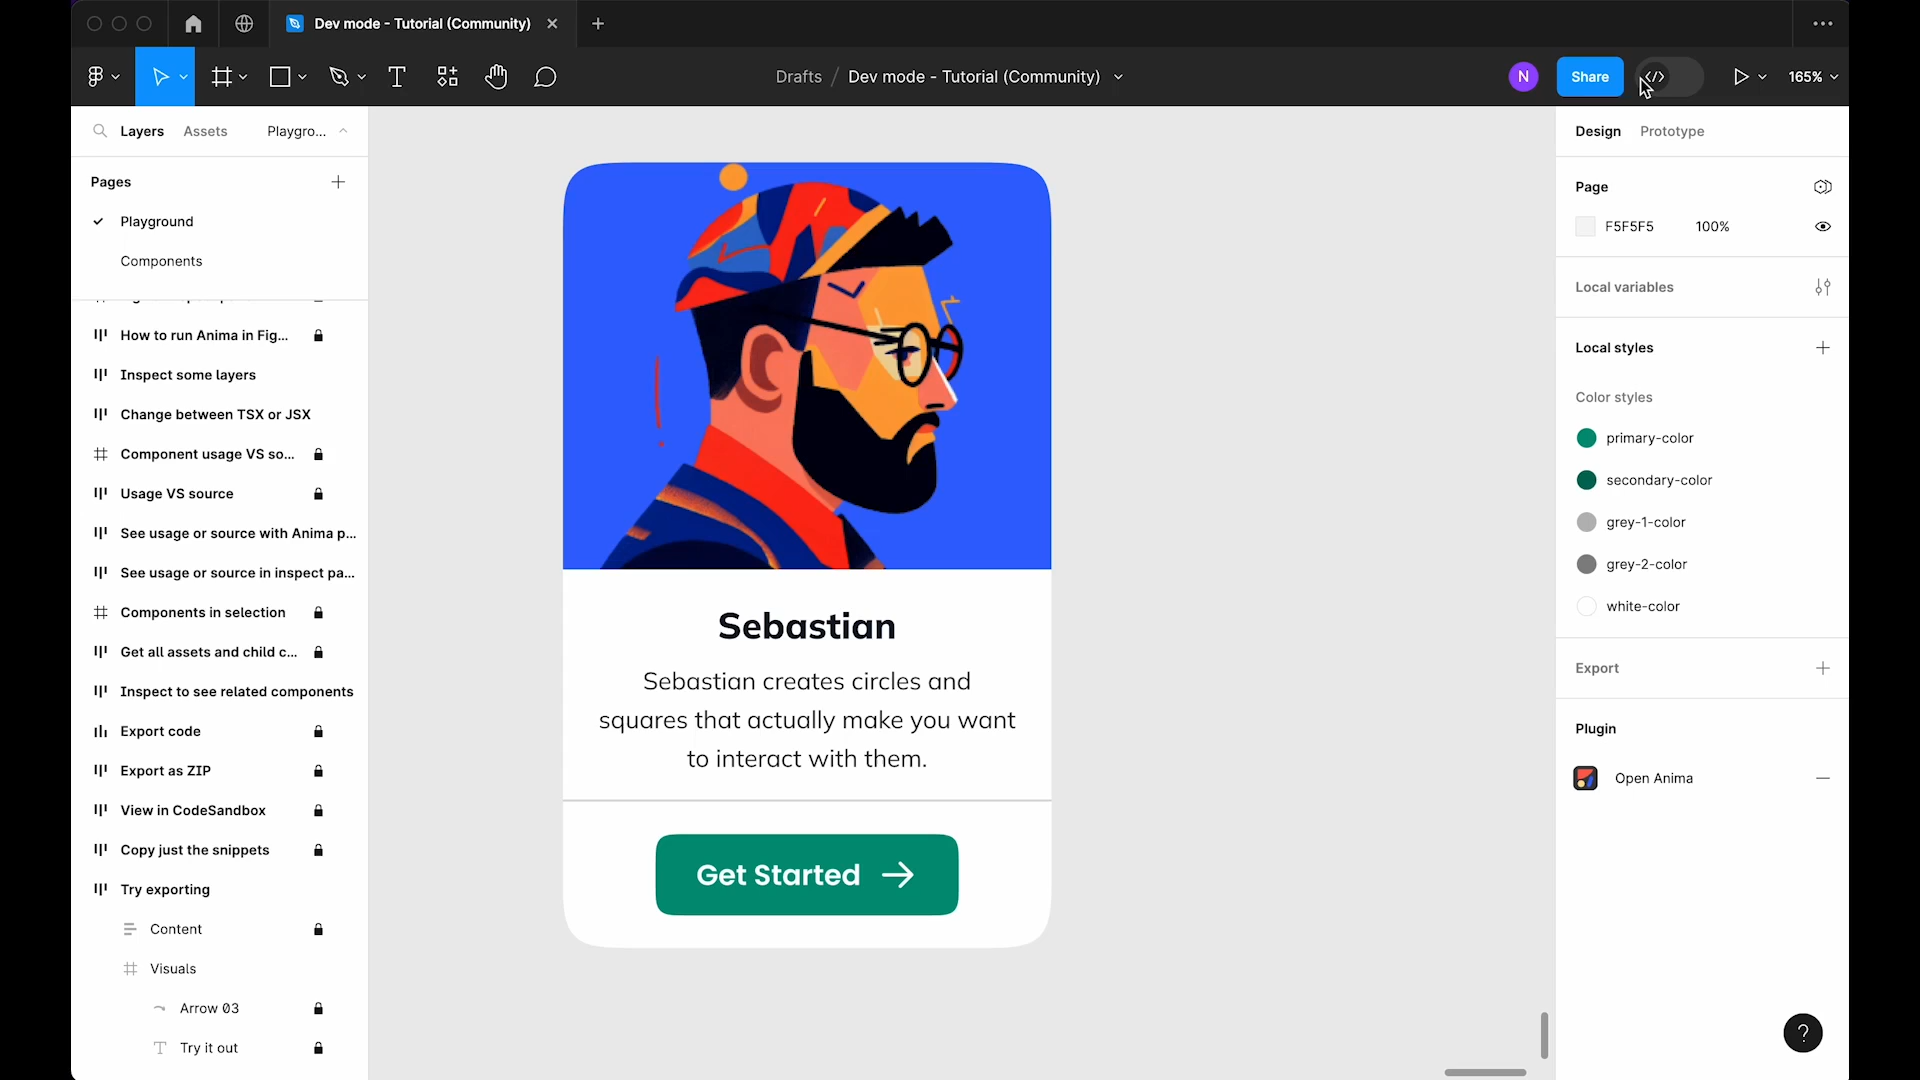 Dev mode - Tutorial (Community)
Drafts / Dev mode - Tutorial (Community)
N
Share
165%
Layers
Assets
Playgro...
Pages
Playground
Components
How to run Anima in Fig...
Inspect some layers
Change between TSX or JSX
Component usage VS so...
Usage VS source
See usage or source with Anima p...
See usage or source in inspect pa...
Components in selection
Get all assets and child c...
Inspect to see related components
Export code
Export as ZIP
View in CodeSandbox
Copy just the snippets
Try exporting
Content
Visuals
Arrow 03
Try it out
Sebastian
Sebastian creates circles and
squares that actually make you want
to interact with them.
Get Started
Design
Prototype
Page
F5F5F5
100%
Local variables
Local styles
Color styles
primary-color
secondary-color
grey-1-color
grey-2-color
white-color
Export
Plugin
Open Anima
?